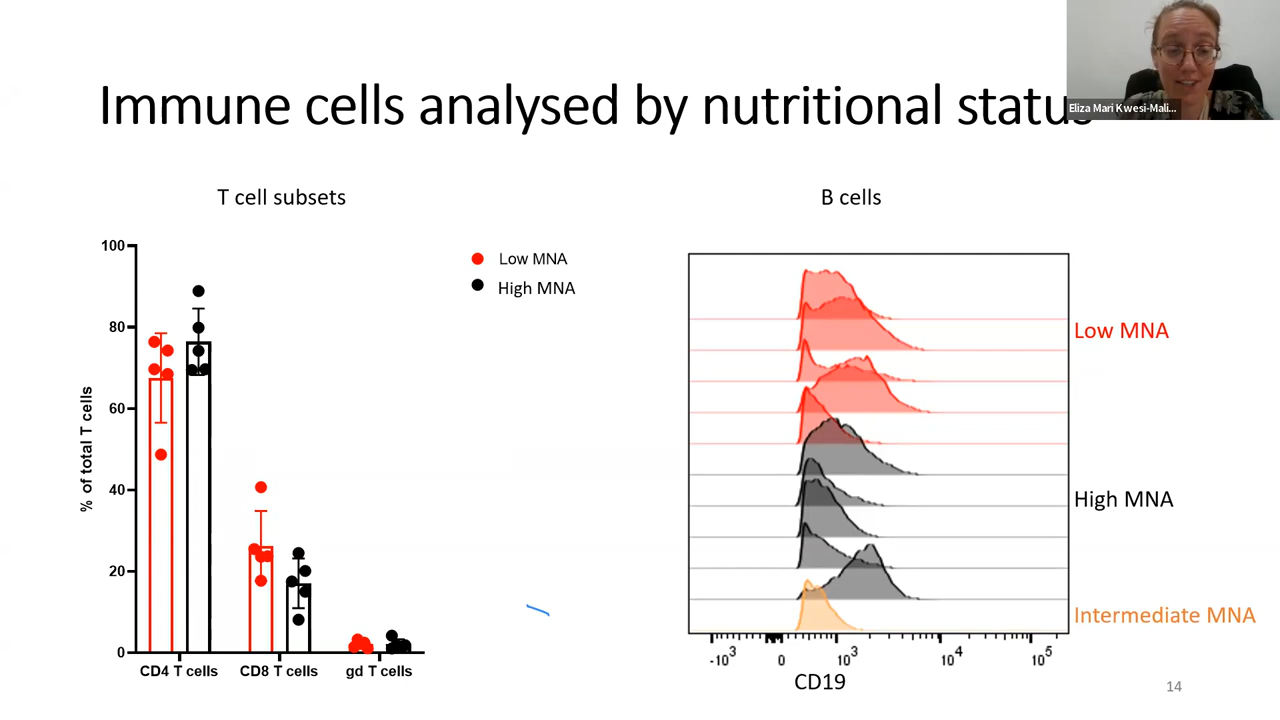 Immune cells analysed by nutritional status
Eliza Mari Kwesi-Mali...
T cell subsets
B cells
100
80
60
40
20
0
% of total T cells
CD4 T cells
CD8 T cells
gd T cells
Low MNA
High MNA
Low MNA
High MNA
Intermediate MNA
-10³
0
10³
10⁴
10⁵
CD19
14